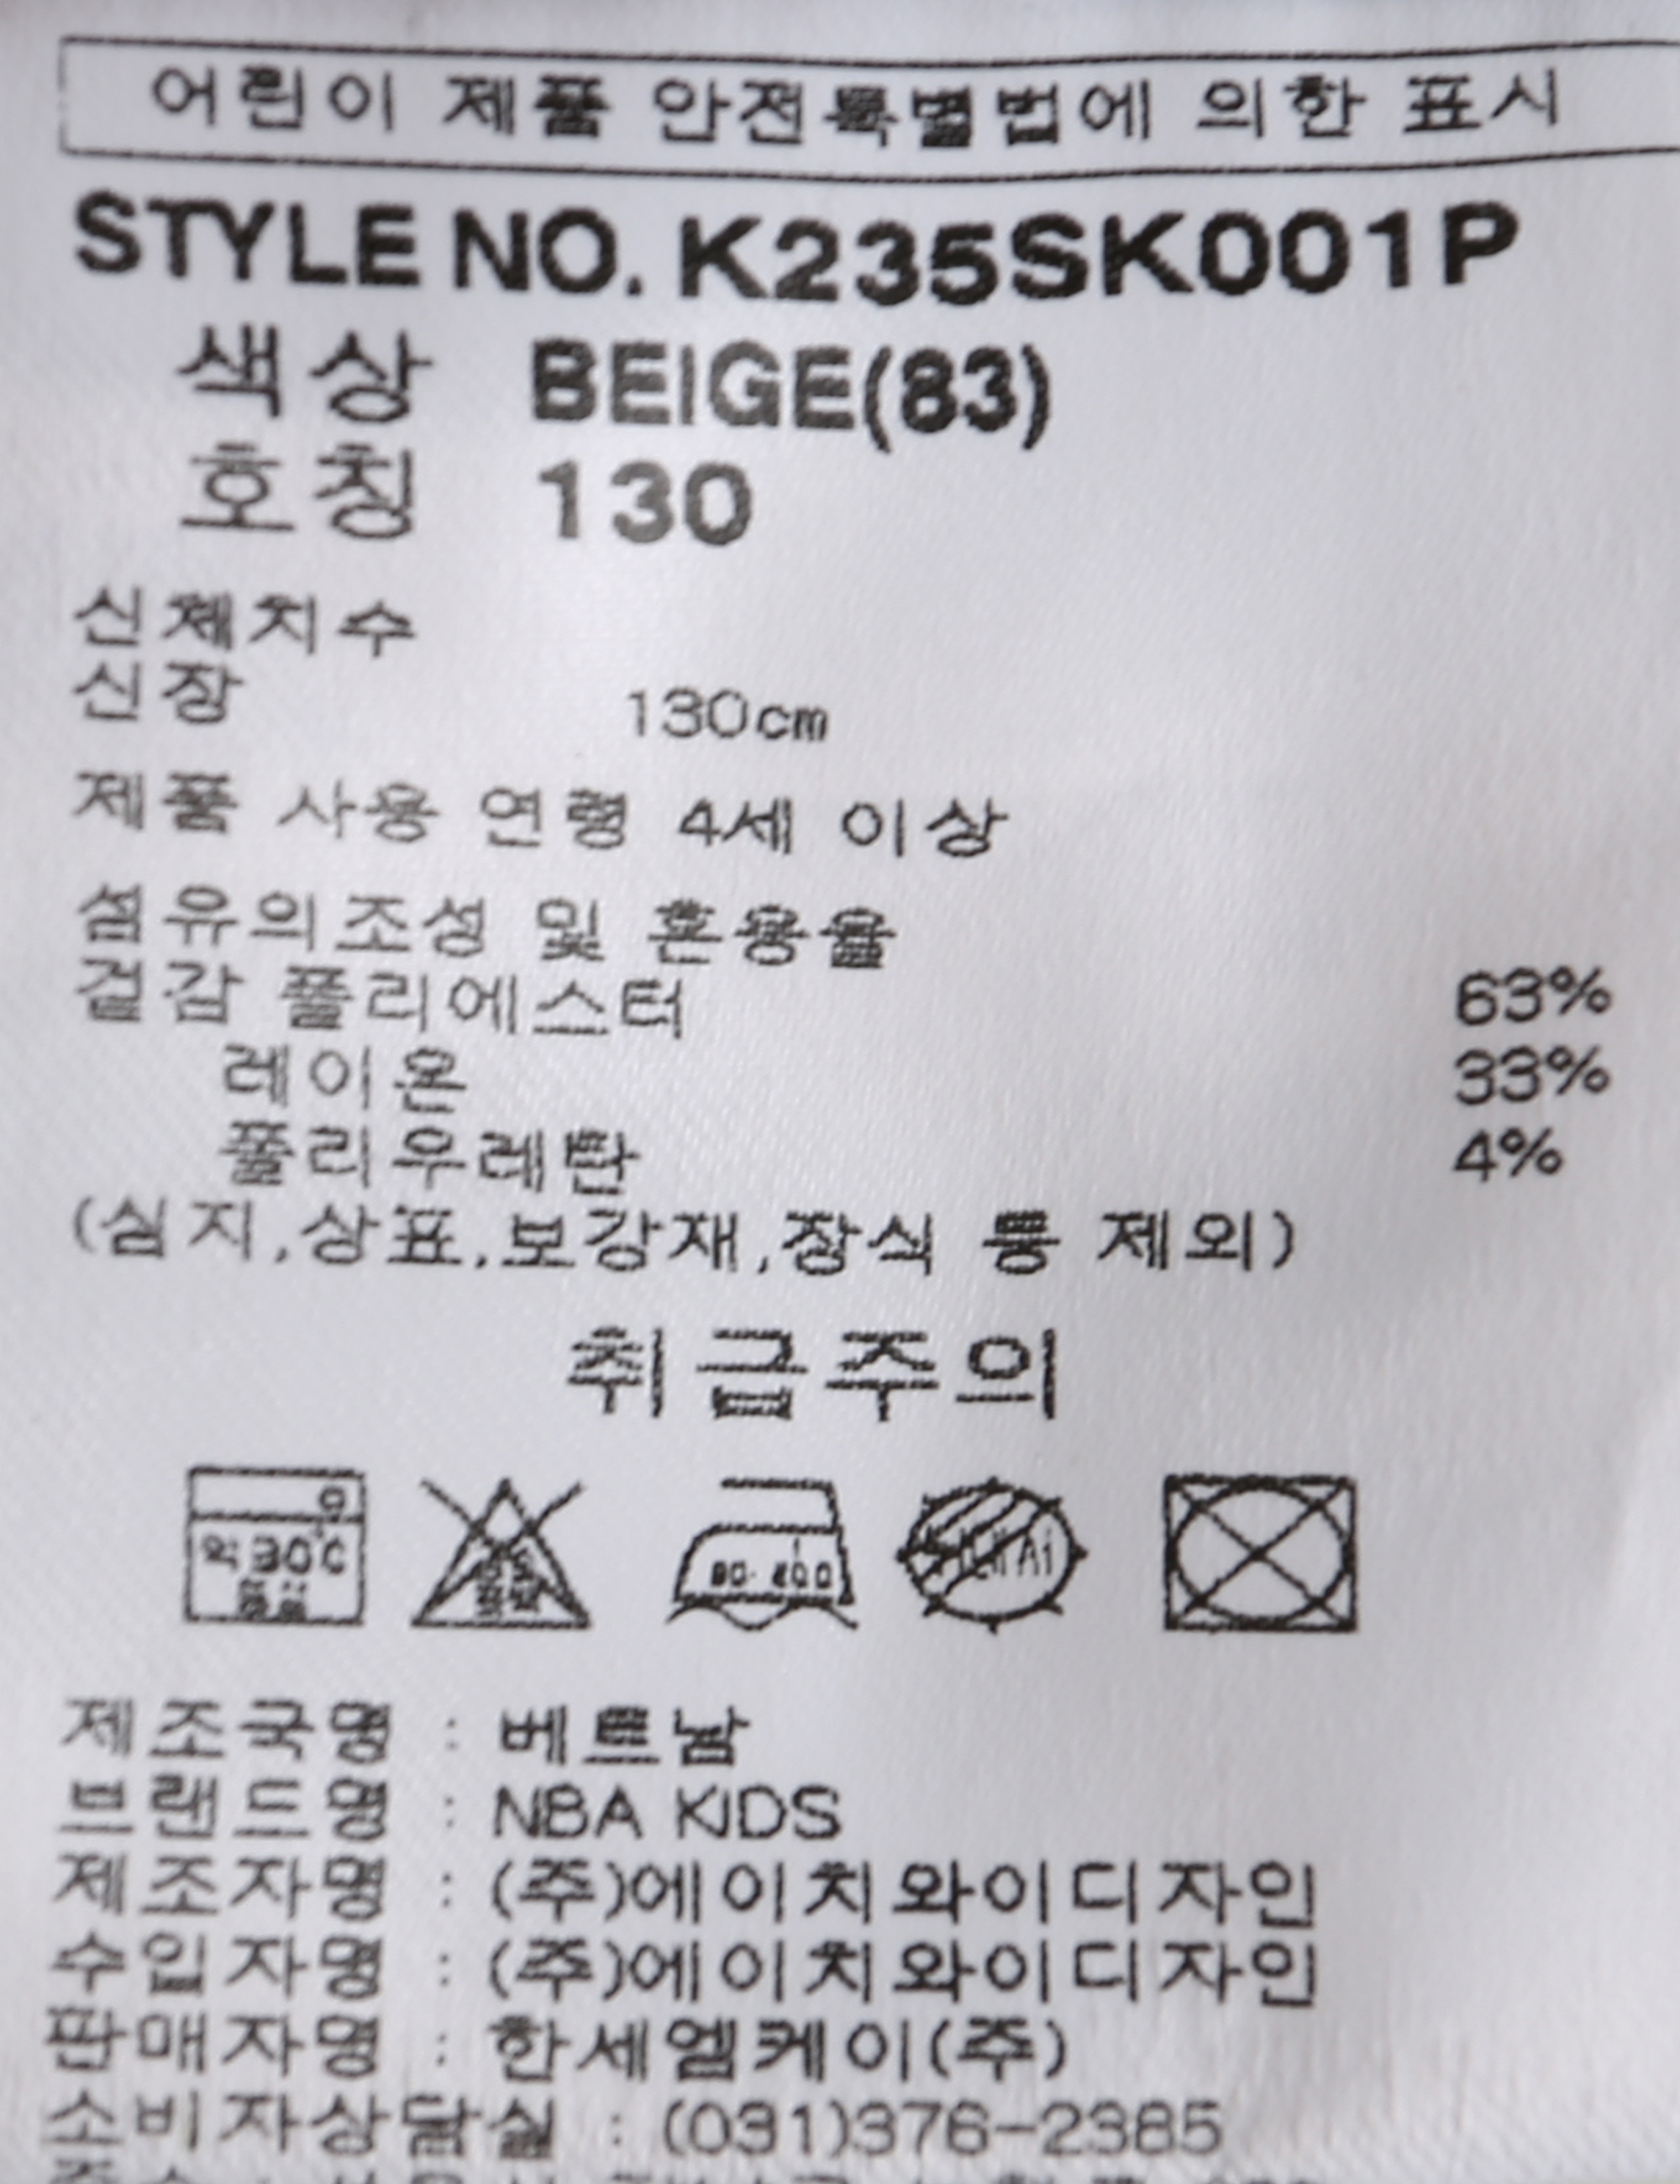 어린이 제품 안전특별법에 의한 표시
STYLE NO. K235SK001P
색상 BEIGE(83)
호칭 130
신체치수
신장 130cm
제품 사용 연령 4세 이상
섬유의조성 및 혼용율
겉감 폴리에스터 63%
레이온 33%
폴리우레탄 4%
(심지,상표,보강재,장식 등 제외)
취급주의
약30℃
중성
제조국명 : 베트남
브랜드명 : NBA KIDS
제조자명 : (주)에이치와이디자인
수입자명 : (주)에이치와이디자인
판매자명 : 한세엠케이(주)
소비자상담실 : (031)376-2385